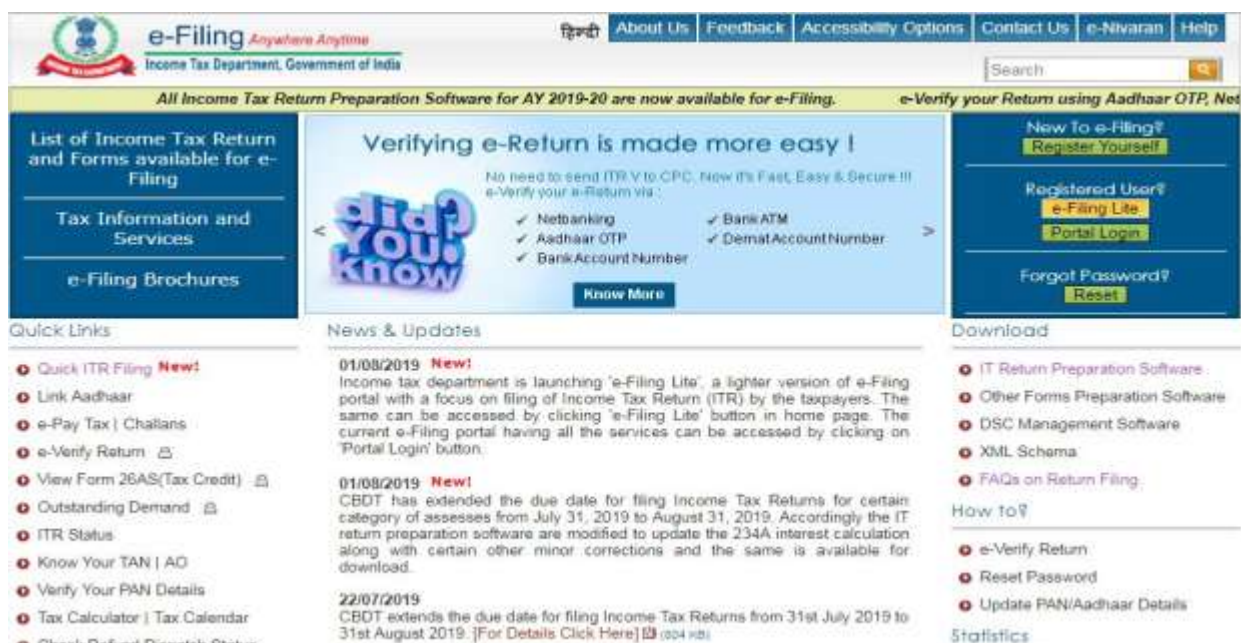 e-Filing Anywhere Anytime
Income Tax Department, Government of India
हिन्दी About Us Feedback Accessibility Options Contact Us e-Nivaran Help
Search
All Income Tax Return Preparation Software for AY 2019-20 are now available for e-Filing. e-Verify your Return using Aadhaar OTP, Net
List of Income Tax Return
and Forms available for e-
Filing
Tax Information and
Services
e-Filing Brochures
Verifying e-Return is made more easy !
No need to send ITR V to CPC. Now it's Fast, Easy & Secure !!!
e-Verify your e-Return via :
did
YOU
know
?
Netbanking
Aadhaar OTP
Bank Account Number
Bank ATM
Demat Account Number
< >
Know More
New To e-Filing?
Register Yourself
Registered User?
e-Filing Lite
Portal Login
Forgot Password?
Reset
Quick Links
Quick ITR Filing New!
Link Aadhaar
e-Pay Tax | Challans
e-Verify Return
View Form 26AS(Tax Credit)
Outstanding Demand
ITR Status
Know Your TAN | AO
Verify Your PAN Details
Tax Calculator | Tax Calendar
Check Refund Dispatch Status
News & Updates
01/08/2019 New!
Income tax department is launching 'e-Filing Lite', a lighter version of e-Filing
portal with a focus on filing of Income Tax Return (ITR) by the taxpayers. The
same can be accessed by clicking 'e-Filing Lite' button in home page. The
current e-Filing portal having all the services can be accessed by clicking on
'Portal Login' button.
01/08/2019 New!
CBDT has extended the due date for filing Income Tax Returns for certain
category of assesses from July 31, 2019 to August 31, 2019. Accordingly the IT
return preparation software are modified to update the 234A interest calculation
along with certain other minor corrections and the same is available for
download.
22/07/2019
CBDT extends the due date for filing Income Tax Returns from 31st July 2019 to
31st August 2019. [For Details Click Here]
Download
IT Return Preparation Software
Other Forms Preparation Software
DSC Management Software
XML Schema
FAQs on Return Filing
How to?
e-Verify Return
Reset Password
Update PAN/Aadhaar Details
Statistics